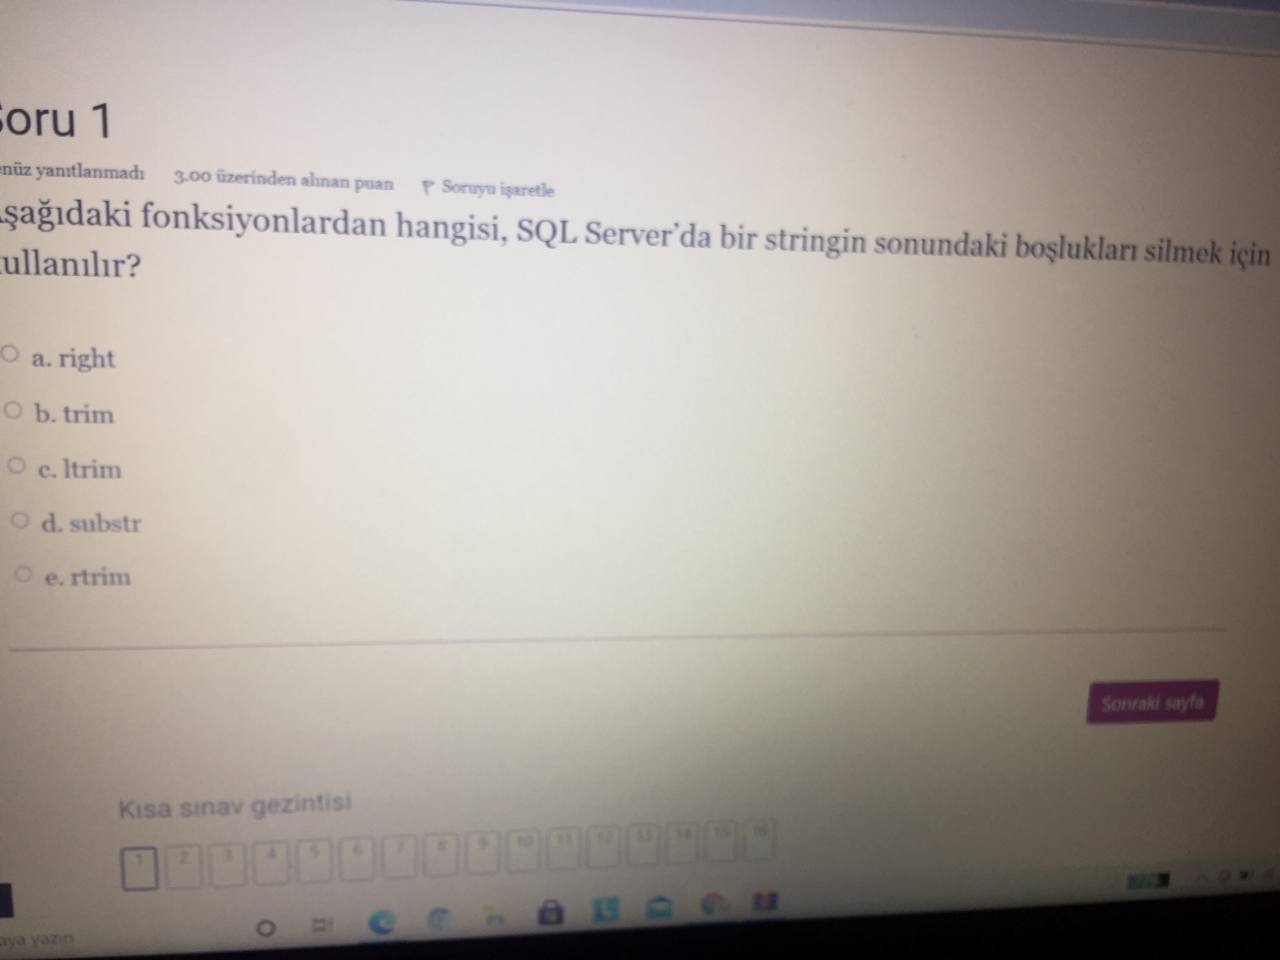 Soru 1
nüz yanıtlanmadı 3.00 üzerinden alınan puan Soruyu işaretle
şağıdaki fonksiyonlardan hangisi, SQL Server'da bir stringin sonundaki boşlukları silmek için
ullanılır?
a. right
b. trim
c. ltrim
d. substr
e. rtrim
Sonraki sayfa
Kısa sınav gezintisi
1 2 3 4 5 6 7 8 9 10 11 12 13 14 15 16
aya yazın